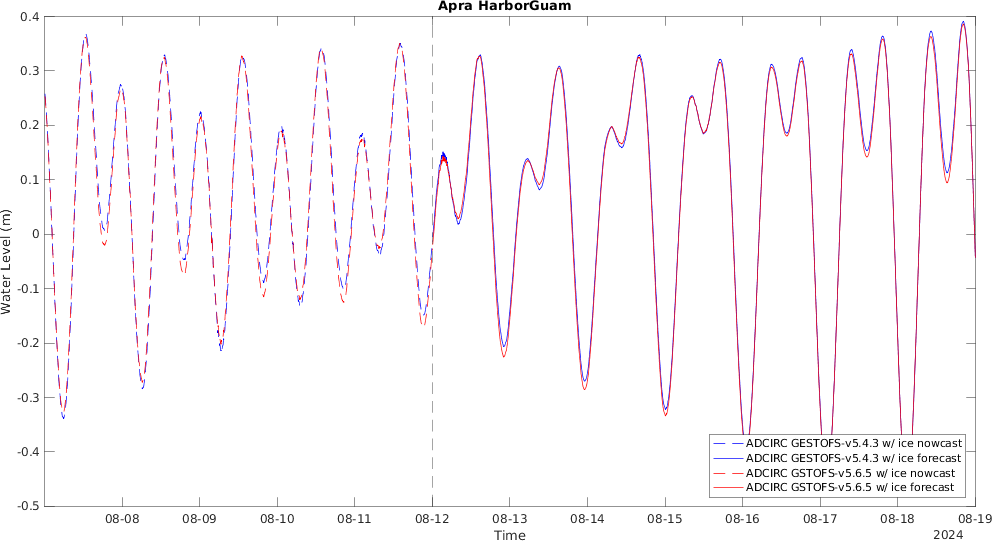 Apra HarborGuam
Water Level (m)
0.4
0.3
0.2
0.1
0
-0.1
-0.2
-0.3
-0.4
-0.5
ADCIRC GESTOFS-v5.4.3 w/ ice nowcast
ADCIRC GESTOFS-v5.4.3 w/ ice forecast
ADCIRC GSTOFS-v5.6.5 w/ ice nowcast
ADCIRC GSTOFS-v5.6.5 w/ ice forecast
08-08 08-09 08-10 08-11 08-12 08-13 08-14 08-15 08-16 08-17 08-18 08-19
Time
2024